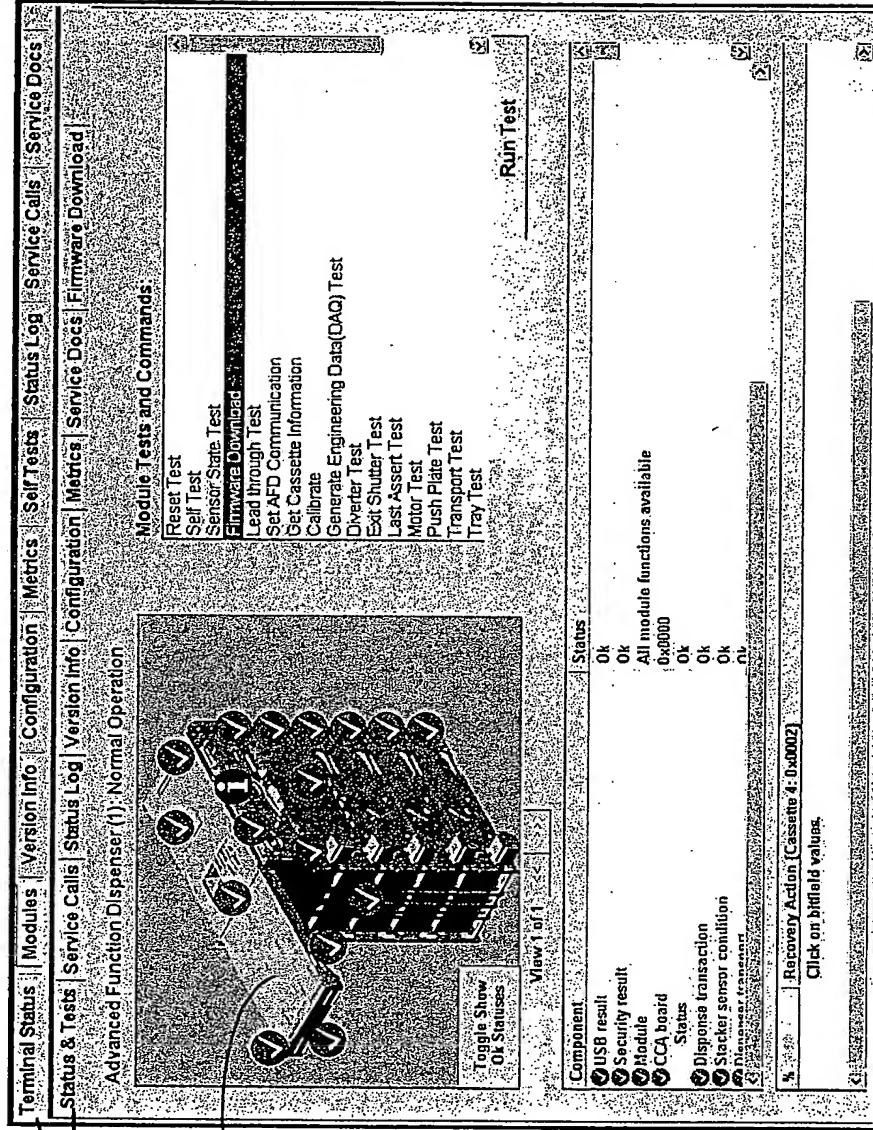 Terminal Status Modules Version Info Configuration Metrics Self Tests Status Log Service Calls Service Docs
Status & Tests Service Calls Status Log Version Info Configuration Metrics Service Docs Firmware Download
Advanced Function Dispenser (1): Normal Operation
Toggle Show
Ok Statuses
View 1 of 1 << >>
Module Tests and Commands:
Reset Test
Self Test
Sensor State Test
Firmware Download
Lead through Test
Set AFD Communication
Get Cassette Information
Calibrate
Generate Engineering Data(DAQ) Test
Diverter Test
Exit Shutter Test
Last Assert Test
Motor Test
Push Plate Test
Transport Test
Tray Test
Run Test
Component Status
USB result Ok
Security result Ok
Module All module functions available
CCA board 0x0000
Status Ok
Dispense transaction Ok
Stacker sensor condition Ok
Dispenser transport Ok
% Recovery Action [Cassette 4: 0x0002]
Click on bitfield values.